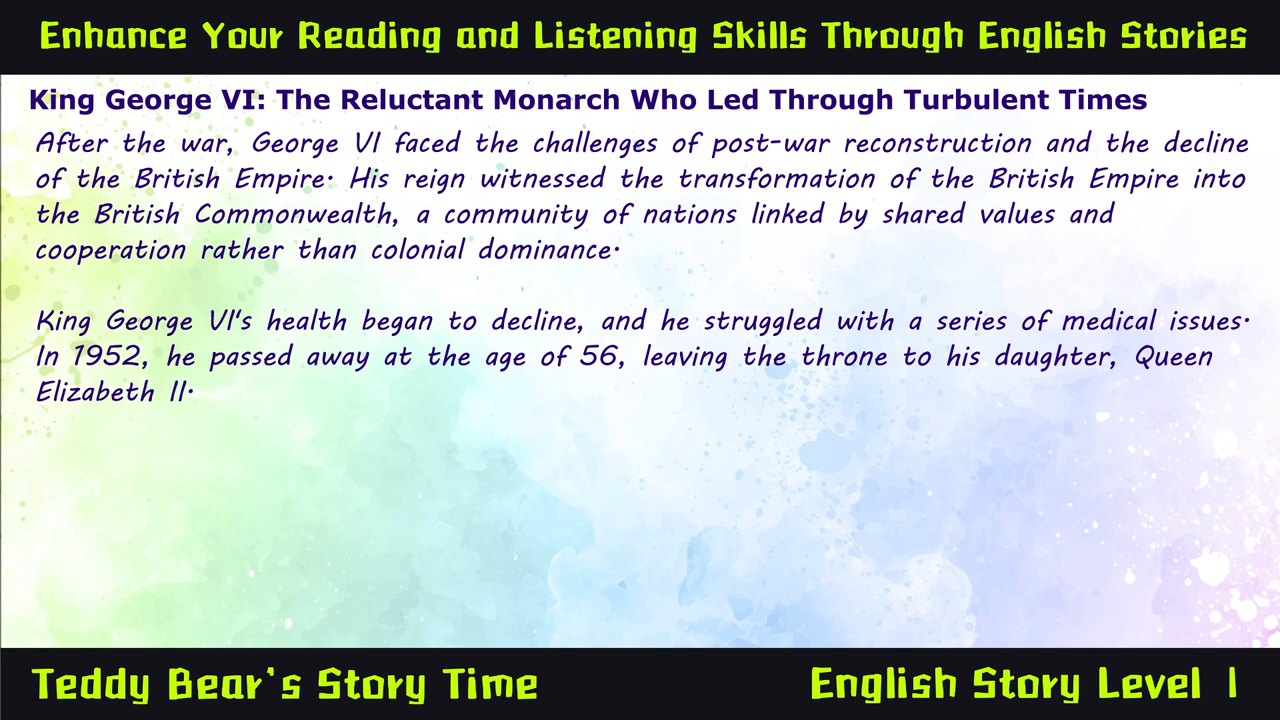 Enhance Your Reading and Listening Skills Through English Stories
King George VI: The Reluctant Monarch Who Led Through Turbulent Times
After the war, George VI faced the challenges of post-war reconstruction and the decline
of the British Empire. His reign witnessed the transformation of the British Empire into
the British Commonwealth, a community of nations linked by shared values and
cooperation rather than colonial dominance.
King George VI's health began to decline, and he struggled with a series of medical issues.
In 1952, he passed away at the age of 56, leaving the throne to his daughter, Queen
Elizabeth II.
Teddy Bear's Story Time
English Story Level 1